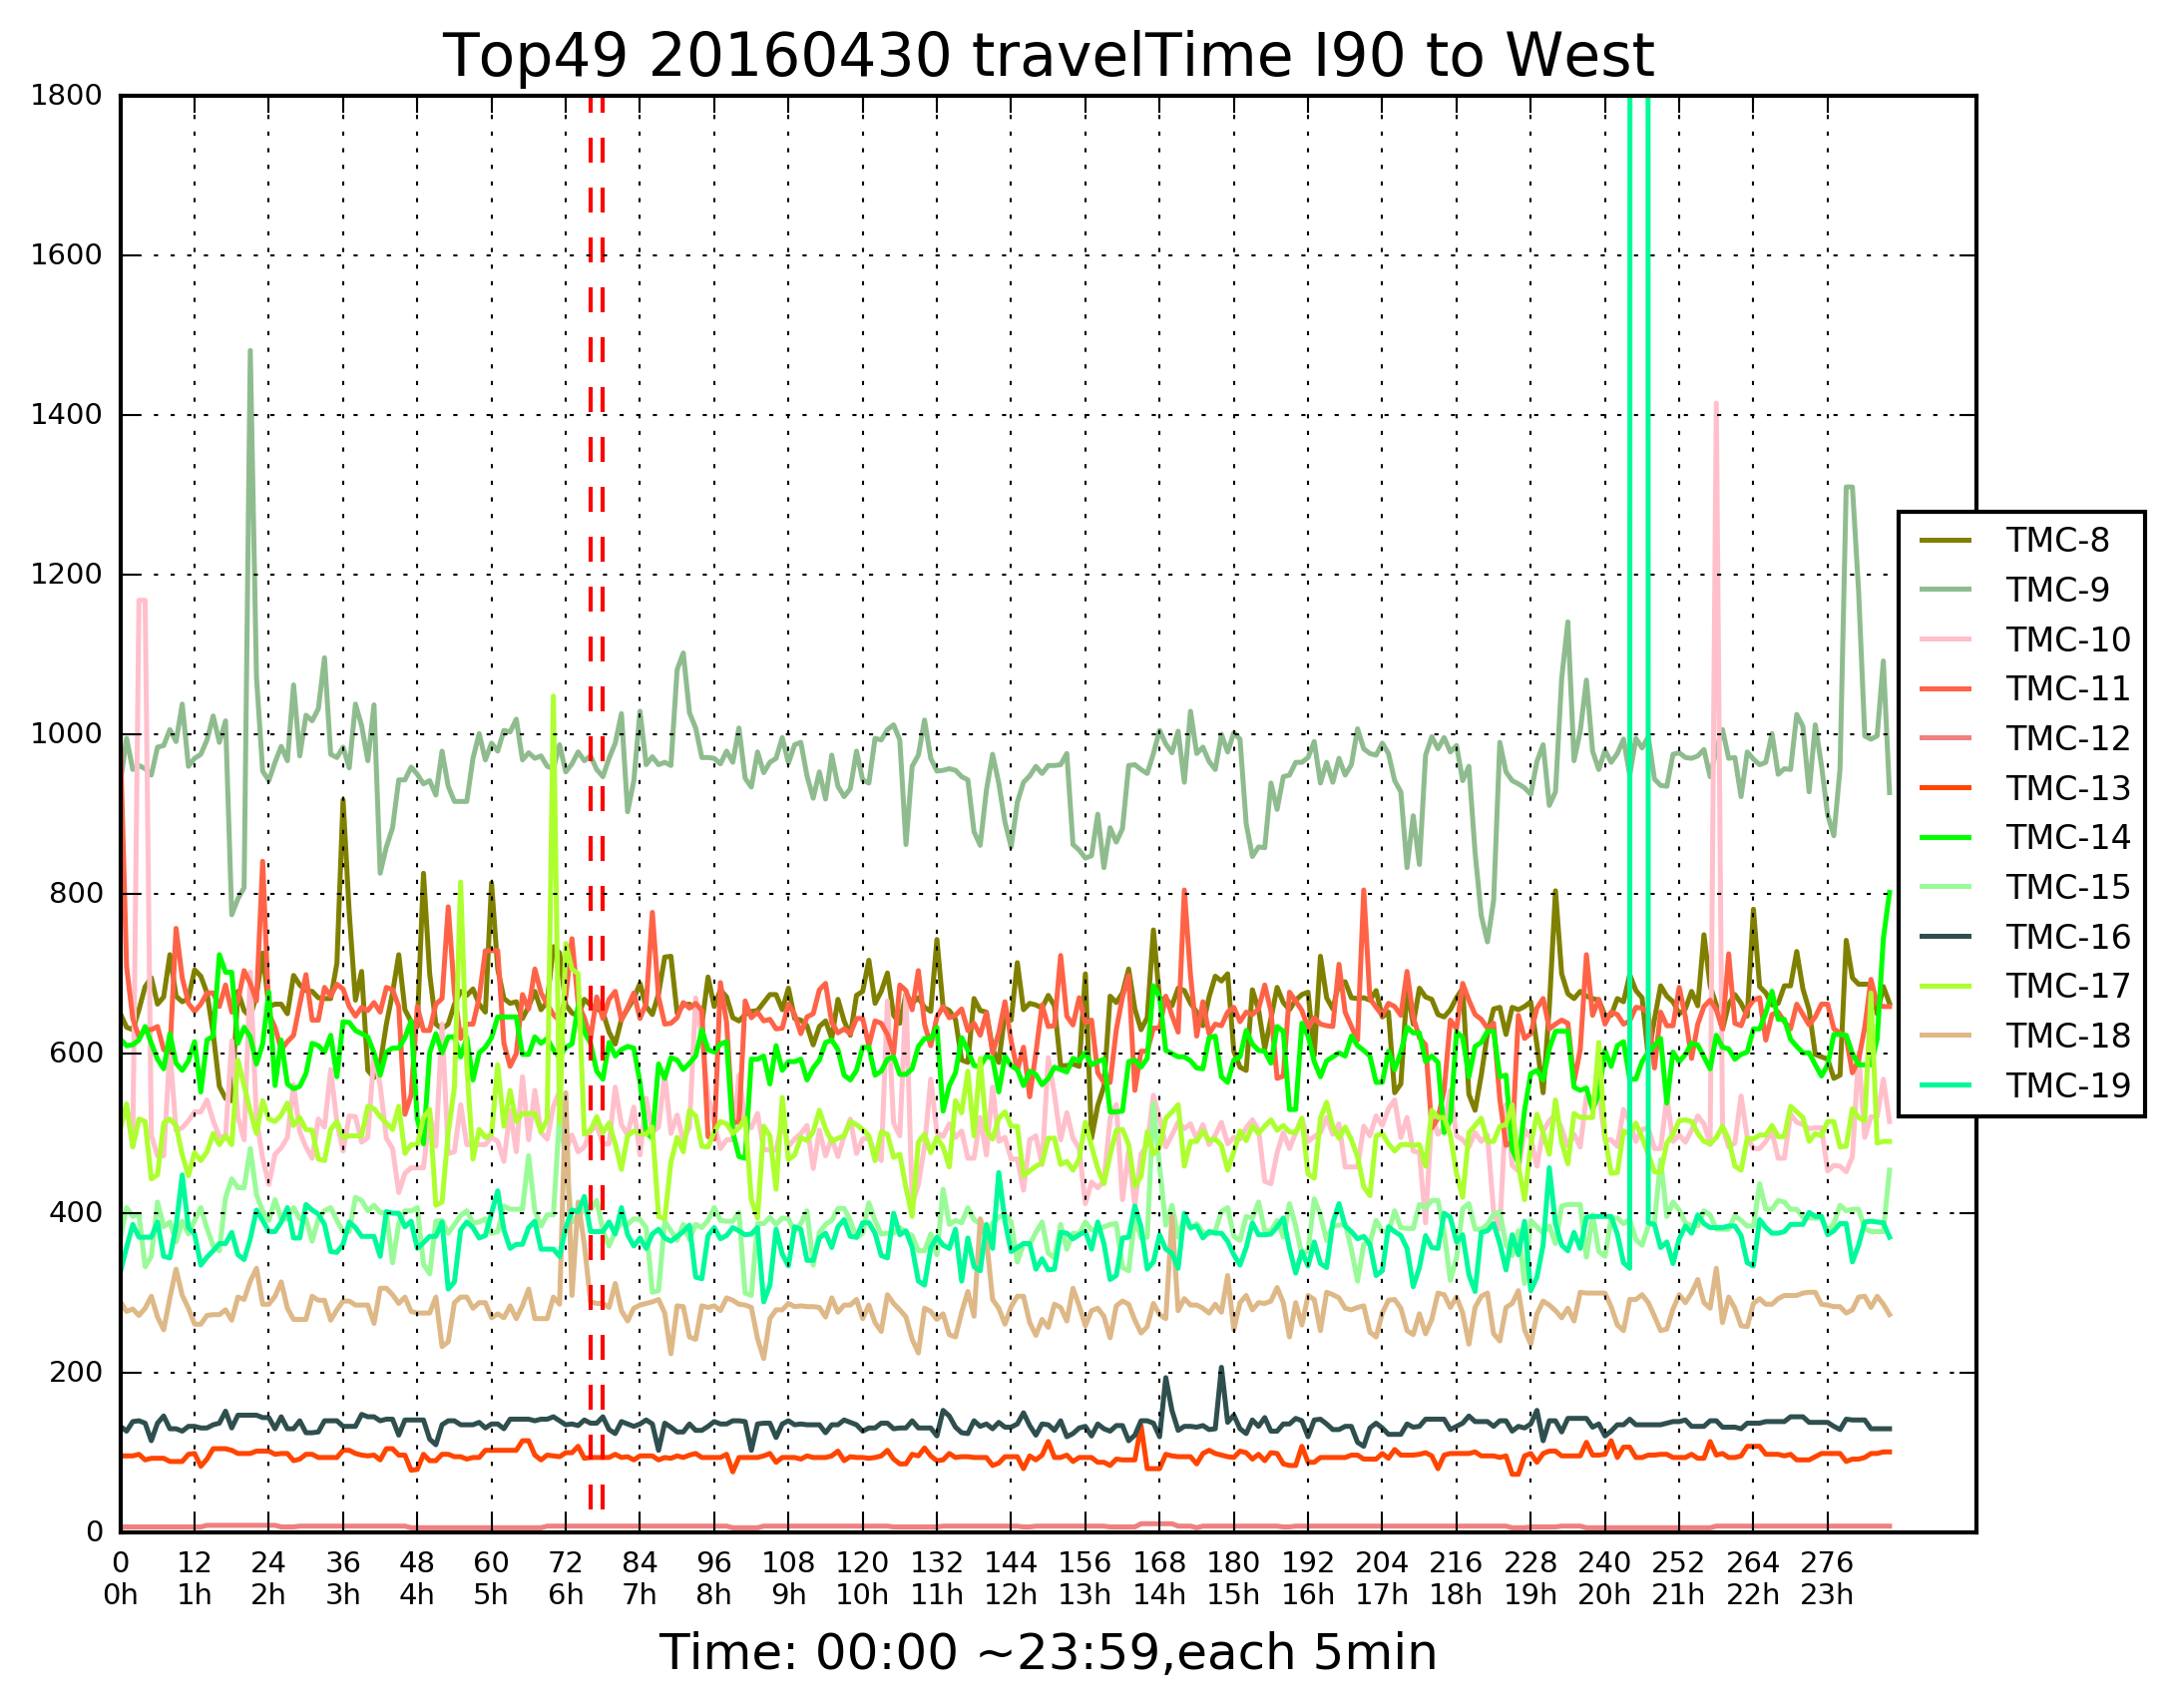 Top49 20160430 travelTime I90 to West
1800
1600
1400
1200
1000
800
600
400
200
0
TMC-8
TMC-9
TMC-10
TMC-11
TMC-12
TMC-13
TMC-14
TMC-15
TMC-16
TMC-17
TMC-18
TMC-19
0 12 24 36 48 60 72 84 96 108 120 132 144 156 168 180 192 204 216 228 240 252 264 276
0h 1h 2h 3h 4h 5h 6h 7h 8h 9h 10h 11h 12h 13h 14h 15h 16h 17h 18h 19h 20h 21h 22h 23h
Time: 00:00 ~23:59,each 5min